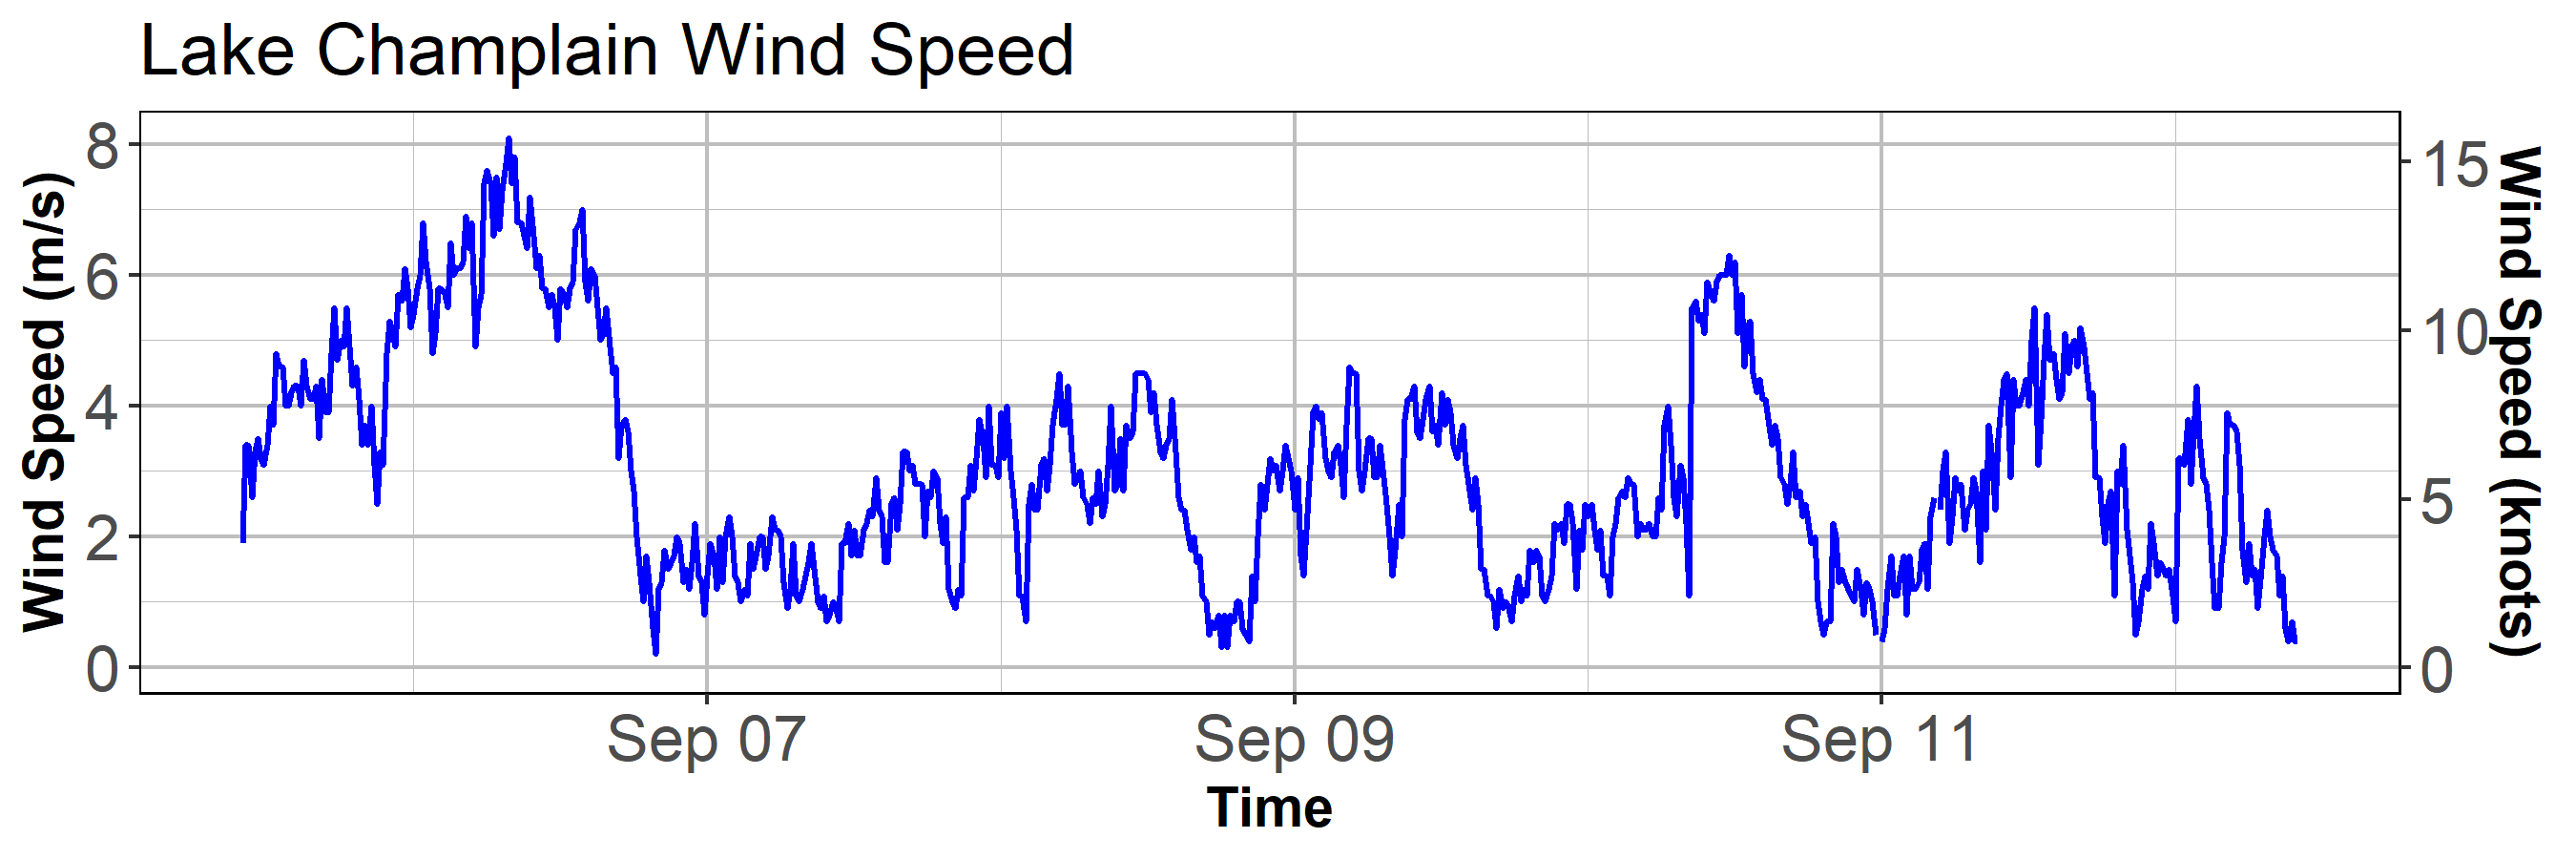 Lake Champlain Wind Speed
Wind Speed (m/s)
8
6
4
2
0
15
10
5
0
Wind Speed (knots)
Sep 07
Sep 09
Sep 11
Time